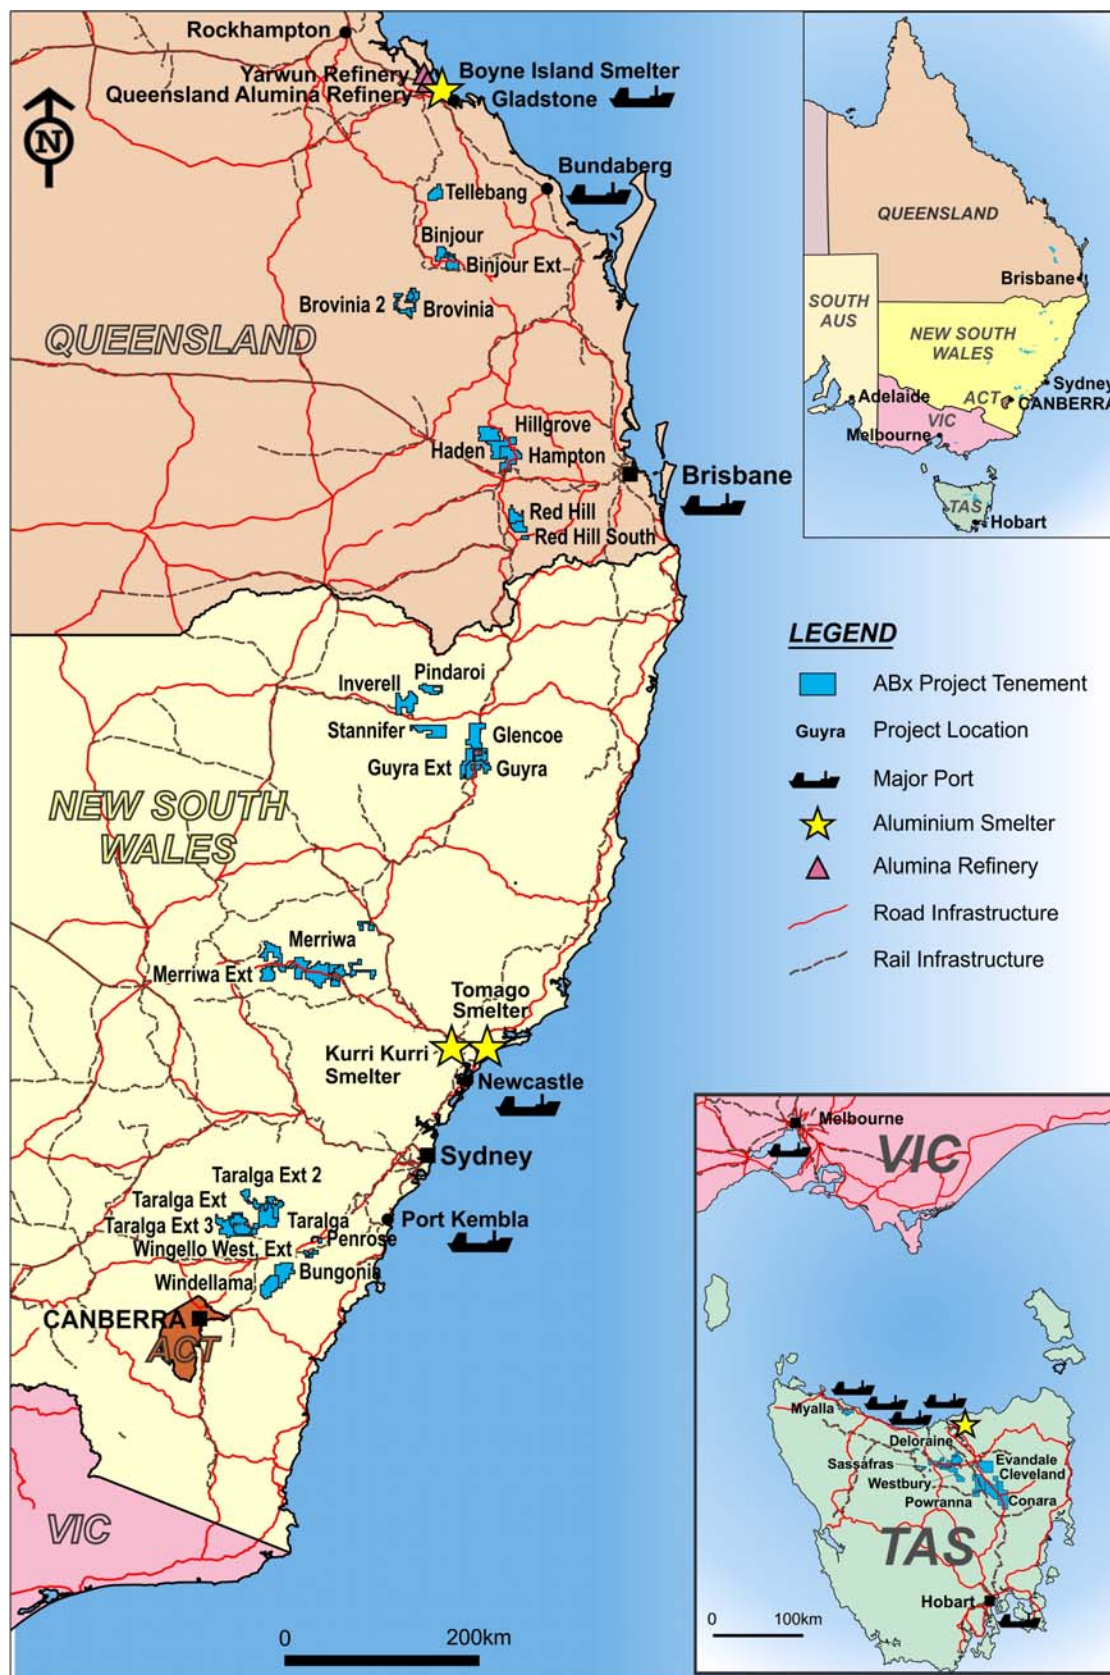 Rockhampton
Yarwun Refinery
Queensland Alumina Refinery
Boyne Island Smelter
Gladstone
N
Bundaberg
Tellebang
Binjour
Binjour Ext
Brovinia 2
Brovinia
QUEENSLAND
Hillgrove
Haden
Hampton
Brisbane
Red Hill
Red Hill South
Pindaroi
Inverell
Stannifer
Glencoe
Guyra Ext
Guyra
NEW SOUTH
WALES
Merriwa
Merriwa Ext
Tomago
Smelter
Kurri Kurri
Smelter
Newcastle
Sydney
Taralga Ext 2
Taralga Ext
Taralga Ext 3
Taralga
Penrose
Wingello West. Ext
Port Kembla
Windellama
Bungonia
CANBERRA
ACT
VIC
0
200km
QUEENSLAND
Brisbane
SOUTH
AUS
NEW SOUTH
WALES
Sydney
ACT
CANBERRA
Adelaide
VIC
Melbourne
TAS
Hobart
LEGEND
ABx Project Tenement
Guyra
Project Location
Major Port
Aluminium Smelter
Alumina Refinery
Road Infrastructure
Rail Infrastructure
Melbourne
VIC
Myalla
Deloraine
Sassafras
Evandale
Cleveland
Westbury
Powranna
Conara
TAS
Hobart
0
100km